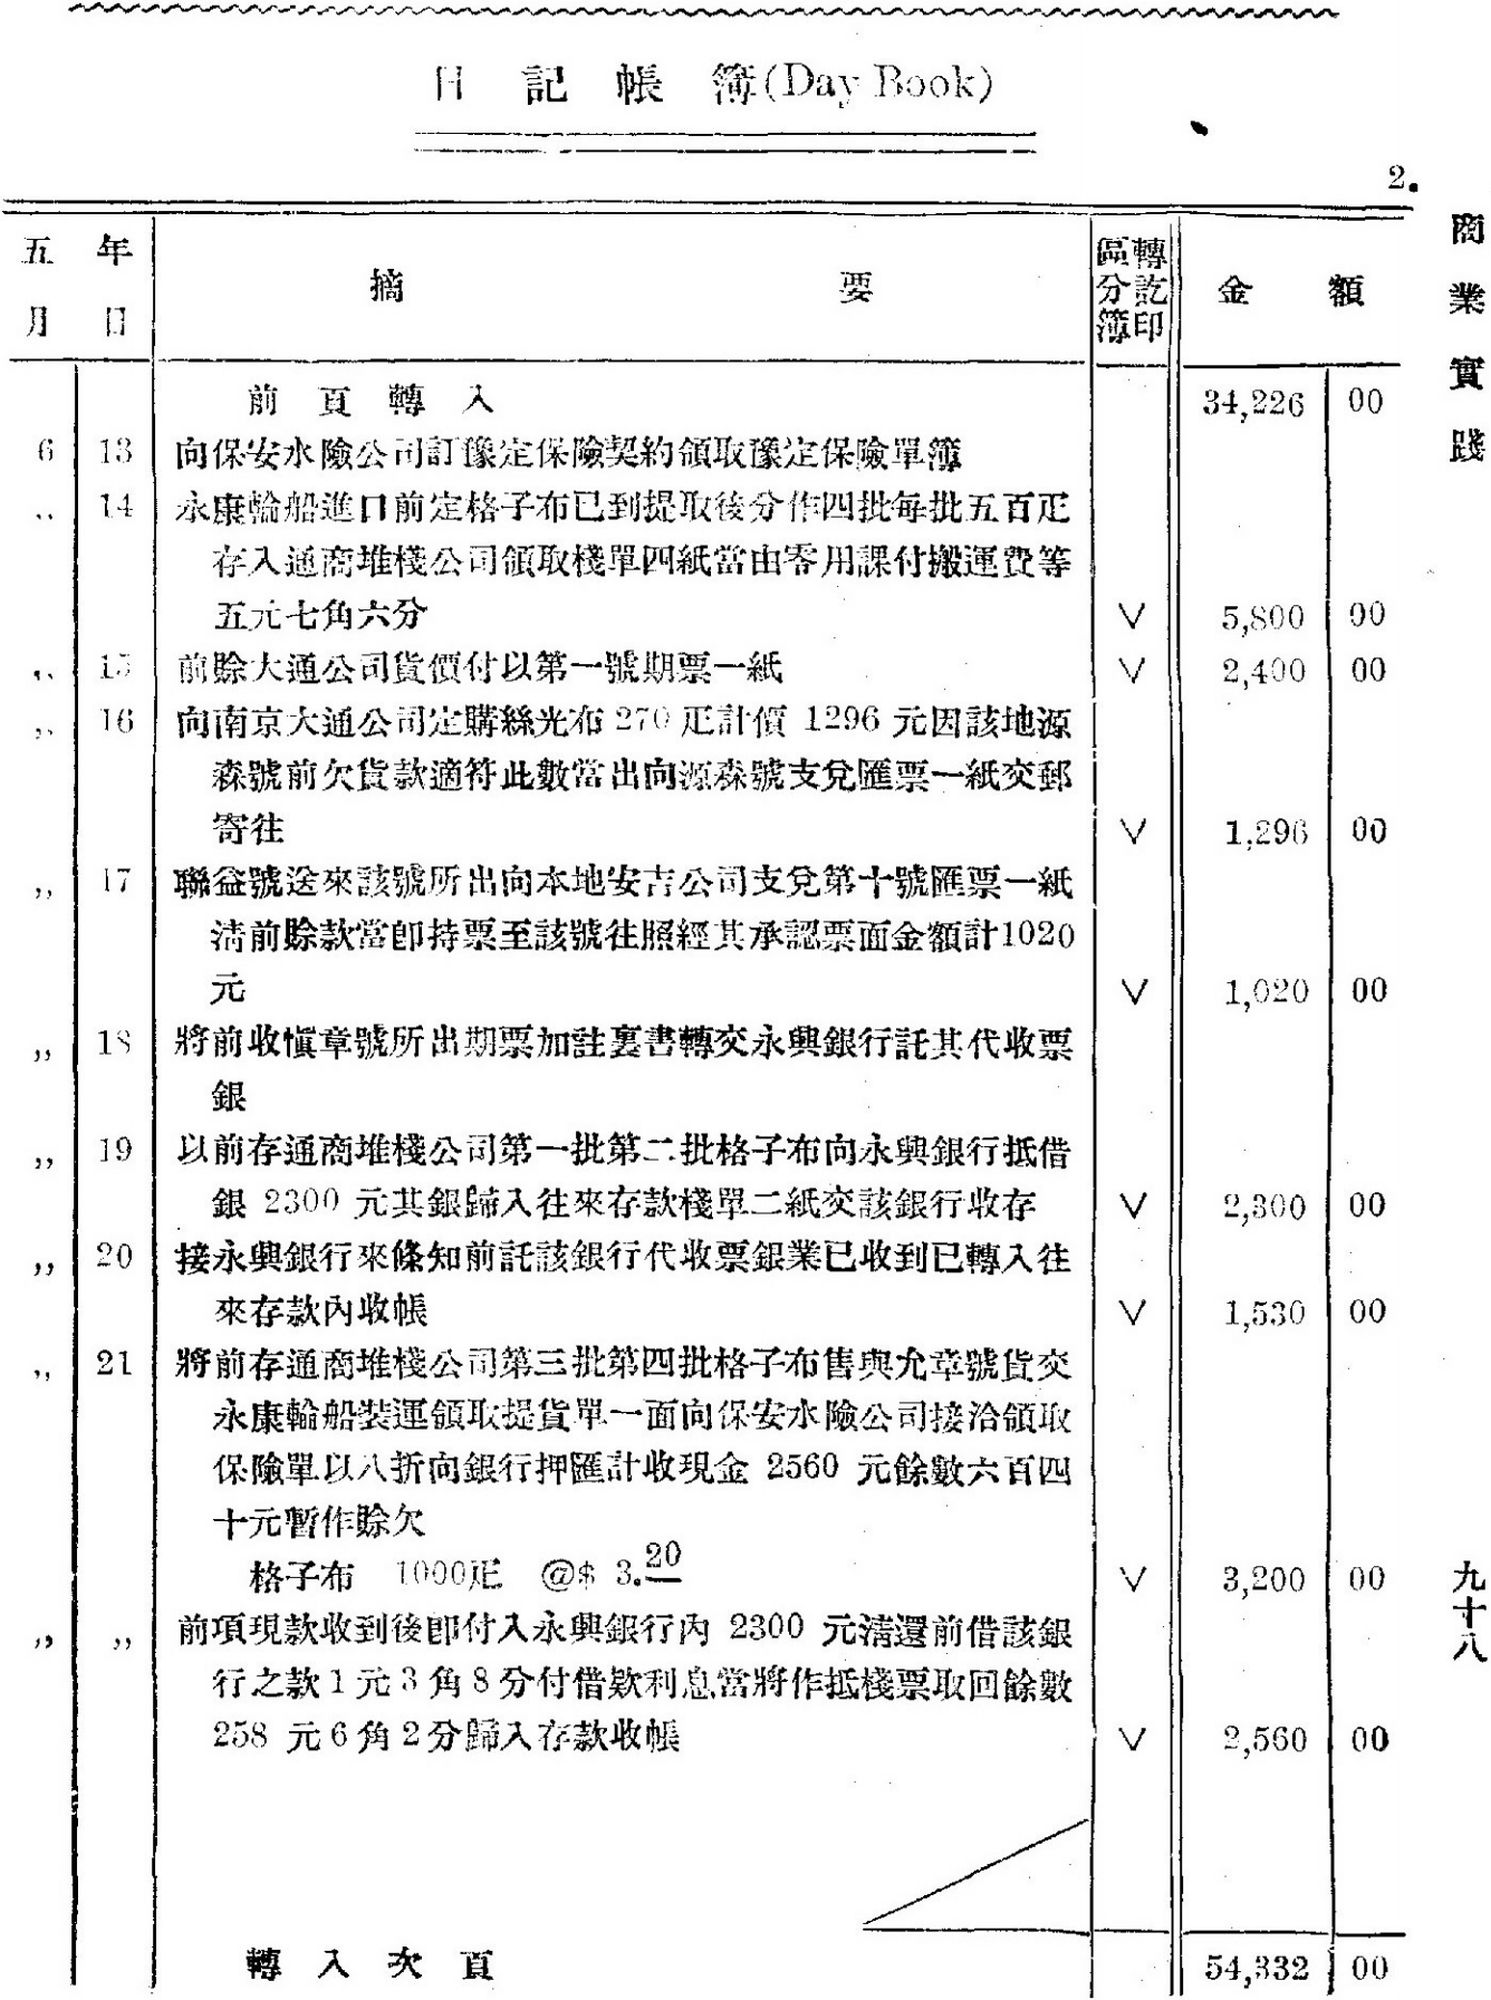 日記帳簿(Day Book)
2.
五年 摘要 區分簿 轉訖印 金額
月日
前頁轉入 34,226 00
6 13 向保安水險公司訂豫定保險契約領取豫定保險單簿
,, 14 永康輪船進口前定格子布已到提取後分作四批每批五百疋
存入通商堆棧公司領取棧單四紙當由零用課付搬運費等
五元七角六分 V 5,800 00
,, 15 前賒大通公司貨價付以第一號期票一紙 V 2,400 00
,, 16 向南京大通公司定購絲光布 270 疋計價 1296 元因該地源
森號前欠貨款適符此數當出向源森號支兌匯票一紙交郵
寄往 V 1,296 00
,, 17 聯益號送來該號所出向本地安吉公司支兌第十號匯票一紙
淸前賒款當卽持票至該號往照經其承認票面金額計1020
元 V 1,020 00
,, 18 將前收愼章號所出期票加註裏書轉交永興銀行託其代收票
銀
,, 19 以前存通商堆棧公司第一批第二批格子布向永興銀行抵借
銀 2300 元其銀歸入往來存款棧單二紙交該銀行收存 V 2,300 00
,, 20 接永興銀行來條知前託該銀行代收票銀業已收到已轉入往
來存款內收帳 V 1,530 00
,, 21 將前存通商堆棧公司第三批第四批格子布售與允章號貨交
永康輪船裝運領取提貨單一面向保安水險公司接洽領取
保險單以八折向銀行押匯計收現金 2560 元餘數六百四
十元暫作賒欠
格子布 1000疋 @$ 3.20 V 3,200 00
,, ,, 前項現款收到後卽付入永興銀行內 2300 元淸還前借該銀
行之款1元3角8分付借款利息當將作抵棧票取回餘數
258 元6角2分歸入存款收帳 V 2,560 00
轉入次頁 54,332 00
商業實踐
九十八